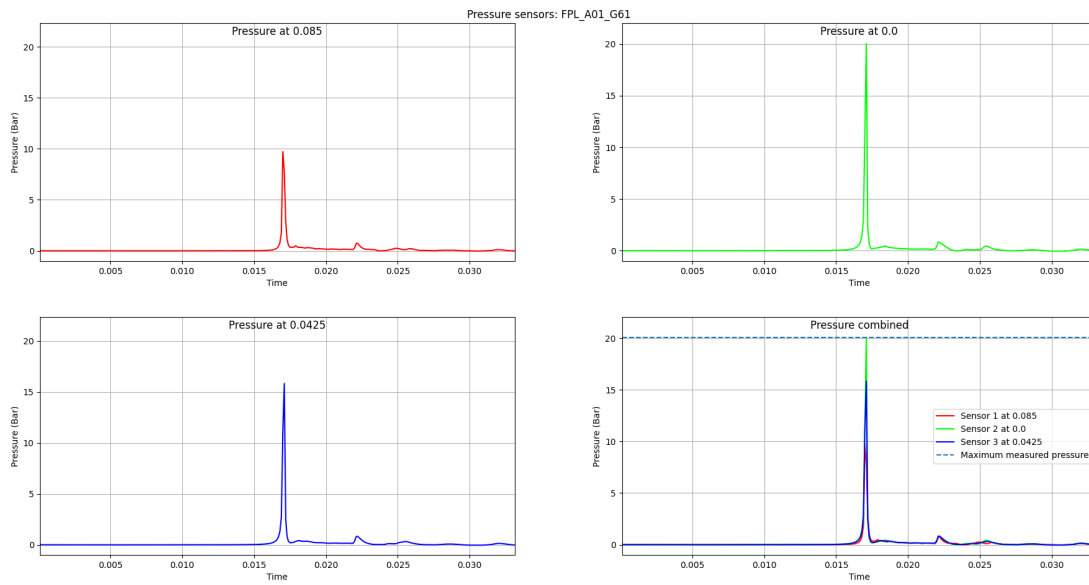 Pressure sensors: FPL_A01_G61
Pressure at 0.085
Pressure (Bar)
20
15
10
5
0
0.005 0.010 0.015 0.020 0.025 0.030
Time
Pressure at 0.0
Pressure (Bar)
20
15
10
5
0
0.005 0.010 0.015 0.020 0.025 0.030
Time
Pressure at 0.0425
Pressure (Bar)
20
15
10
5
0
0.005 0.010 0.015 0.020 0.025 0.030
Time
Pressure combined
Pressure (Bar)
20
15
10
5
0
Sensor 1 at 0.085
Sensor 2 at 0.0
Sensor 3 at 0.0425
Maximum measured pressure
0.005 0.010 0.015 0.020 0.025 0.030
Time